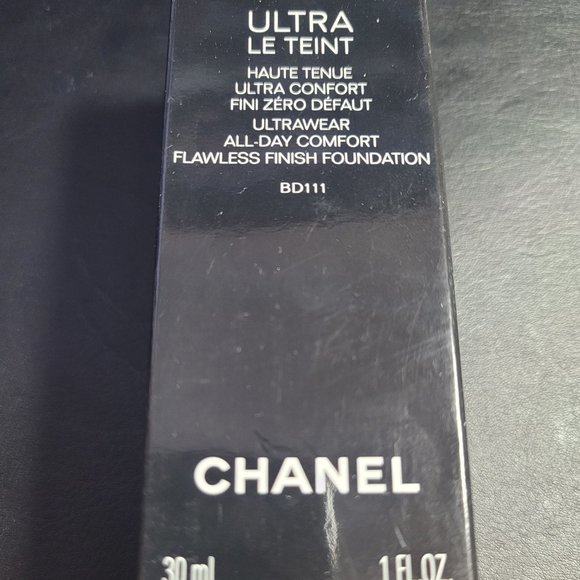 ULTRA
LE TEINT
HAUTE TENUE
ULTRA CONFORT
FINI ZÉRO DÉFAUT
ULTRAWEAR
ALL-DAY COMFORT
FLAWLESS FINISH FOUNDATION
BD111
CHANEL
30 ml 1 FL OZ